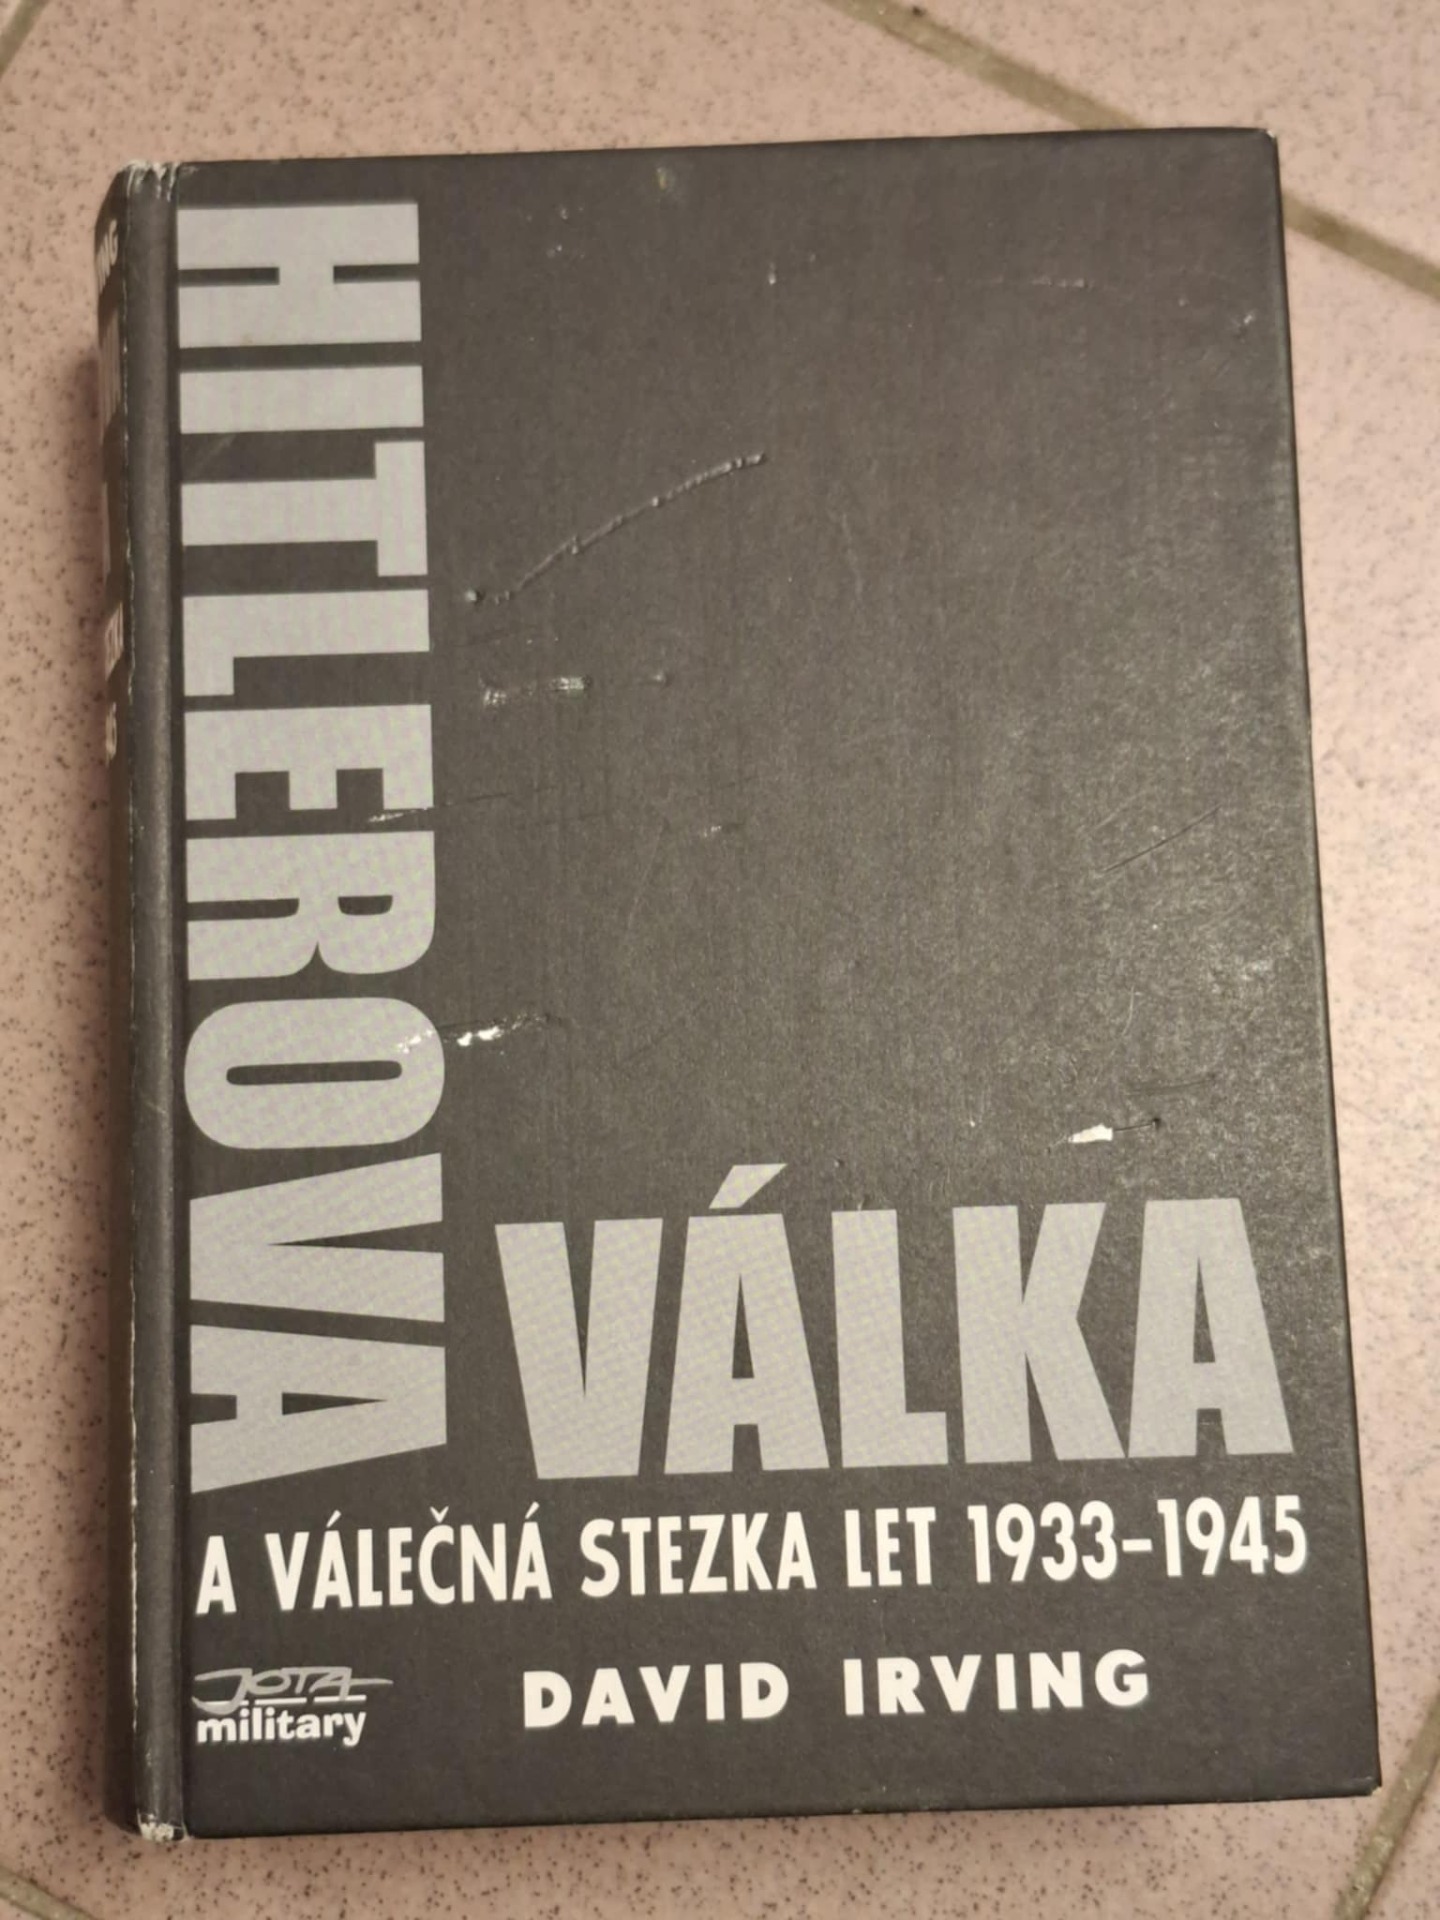 HITLEROVA
VÁLKA
A VÁLEČNÁ STEZKA LET 1933–1945
DAVID IRVING
JOTA
military